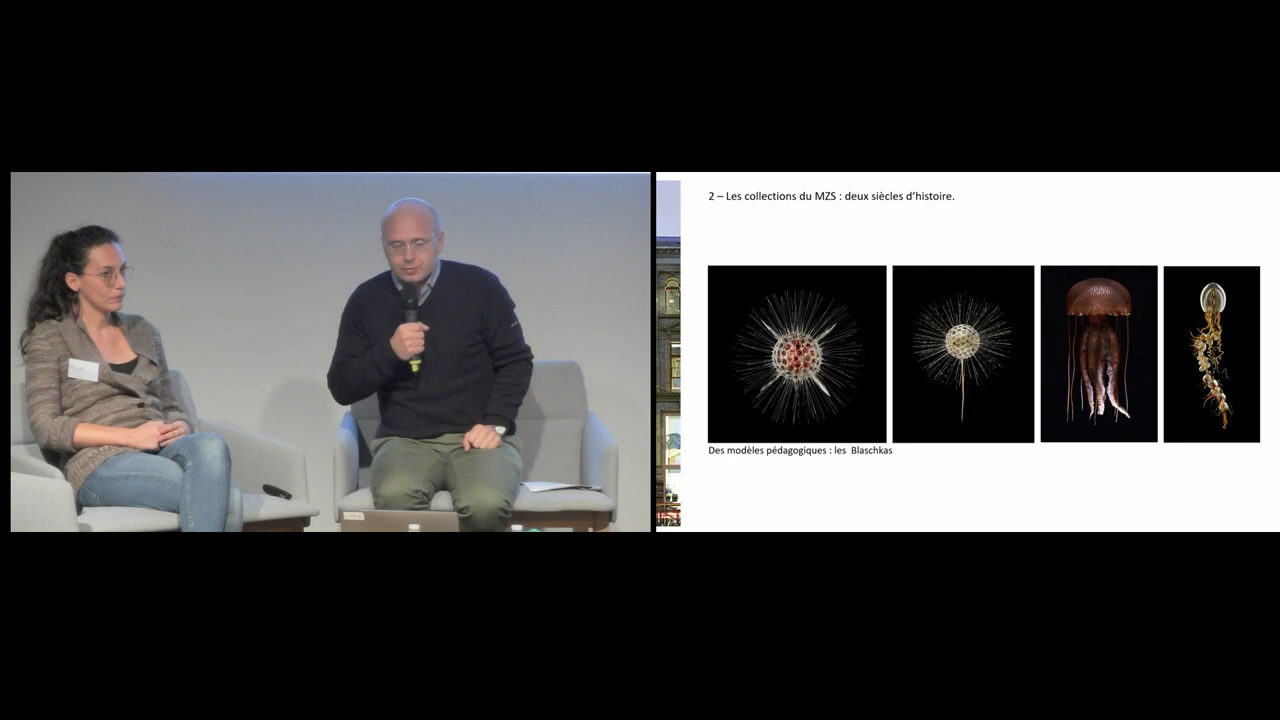 2 – Les collections du MZS : deux siècles d’histoire.
Des modèles pédagogiques : les  Blaschkas